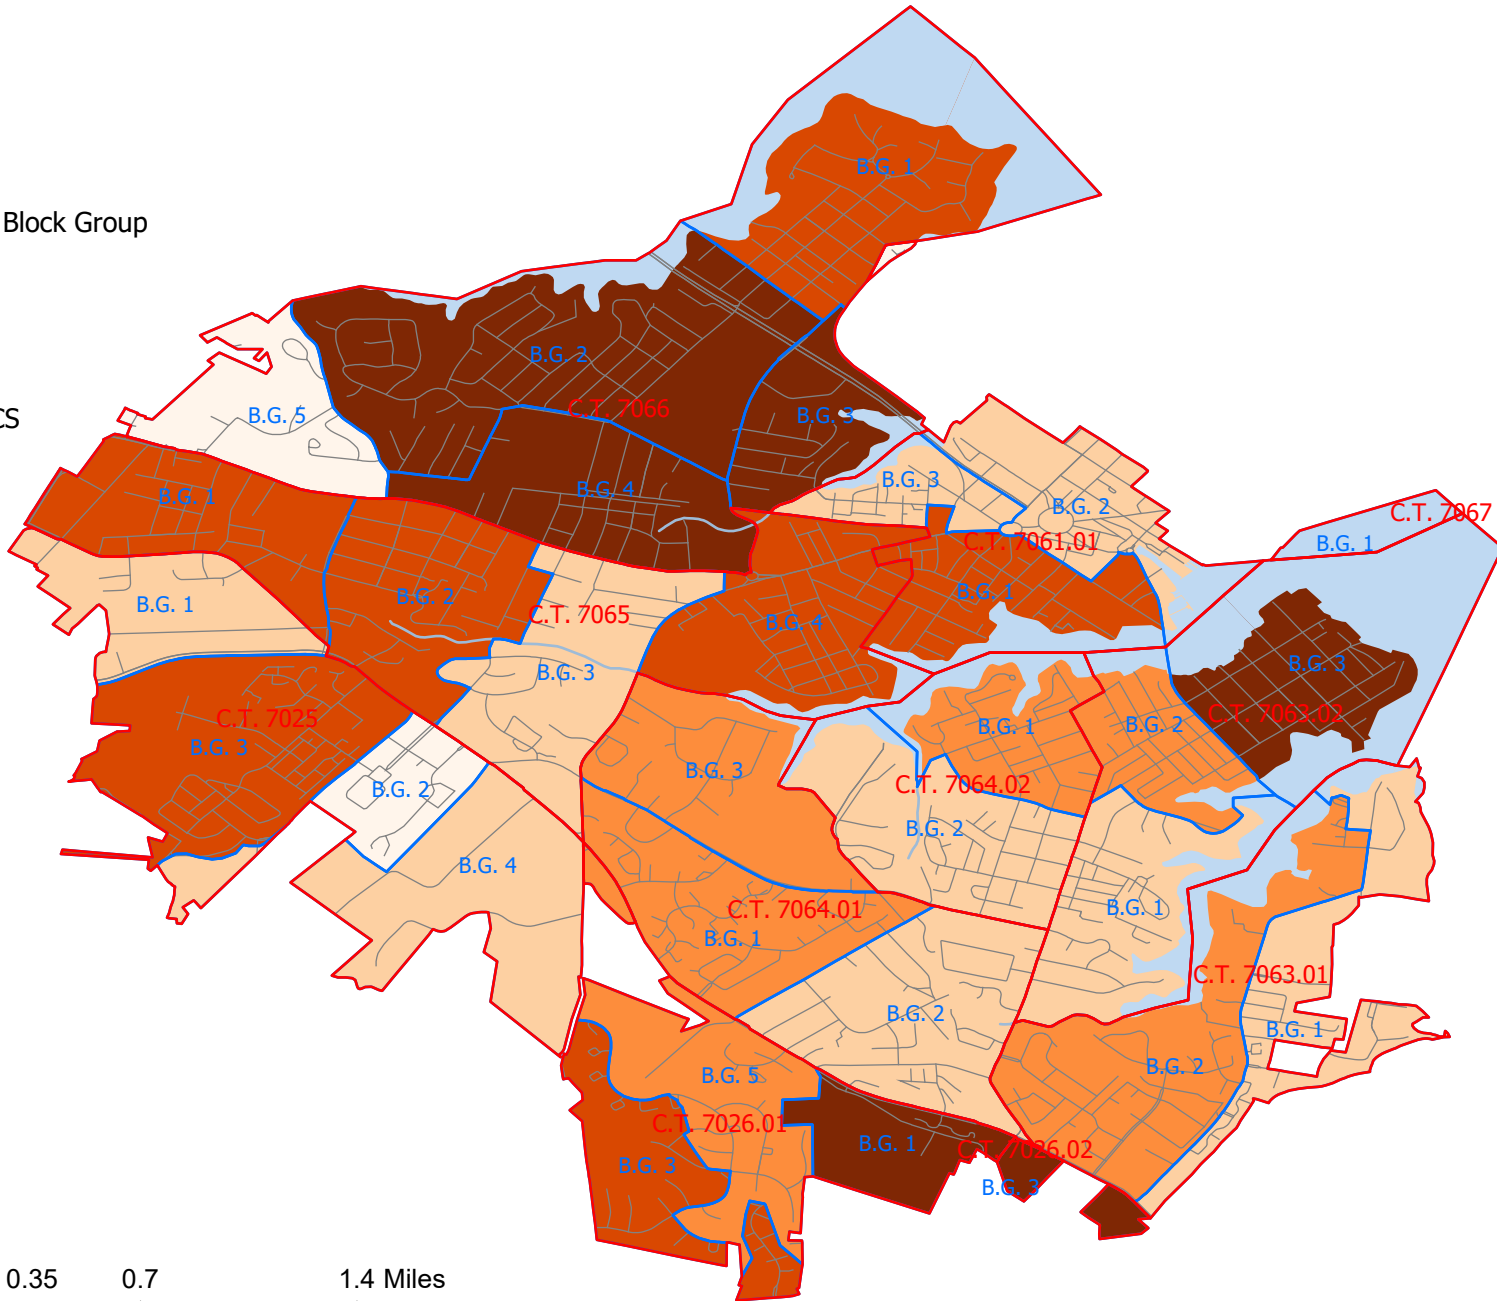 B.G. 1
Block Group
B.G. 2
C.T. 7066
CS
B.G. 5
B.G. 3
B.G. 3
B.G. 4
B.G. 1
B.G. 2
C.T. 7067
B.G. 1
C.T. 7061.01
B.G. 1
B.G. 2
B.G. 1
C.T. 7065
B.G. 4
B.G. 3
B.G. 3
C.T. 7025
B.G. 3
C.T. 7063.02
B.G. 1
B.G. 2
B.G. 3
C.T. 7064.02
B.G. 2
B.G. 2
B.G. 4
C.T. 7064.01
B.G. 1
B.G. 1
C.T. 7063.01
B.G. 2
B.G. 1
B.G. 5
B.G. 2
C.T. 7026.01
B.G. 1
C.T. 7026.02
B.G. 3
B.G. 3
0.35 0.7 1.4 Miles